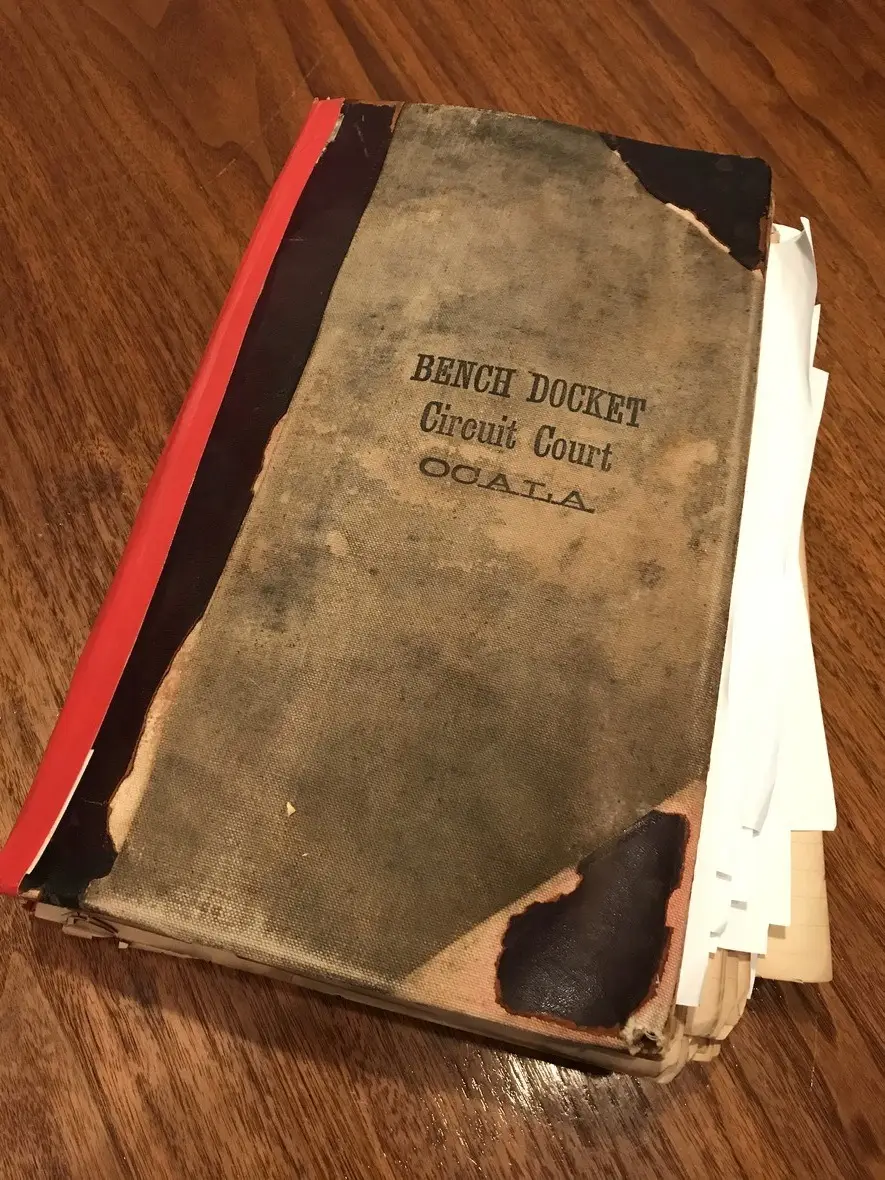 BENCH DOCKET
Circuit Court
OCALA